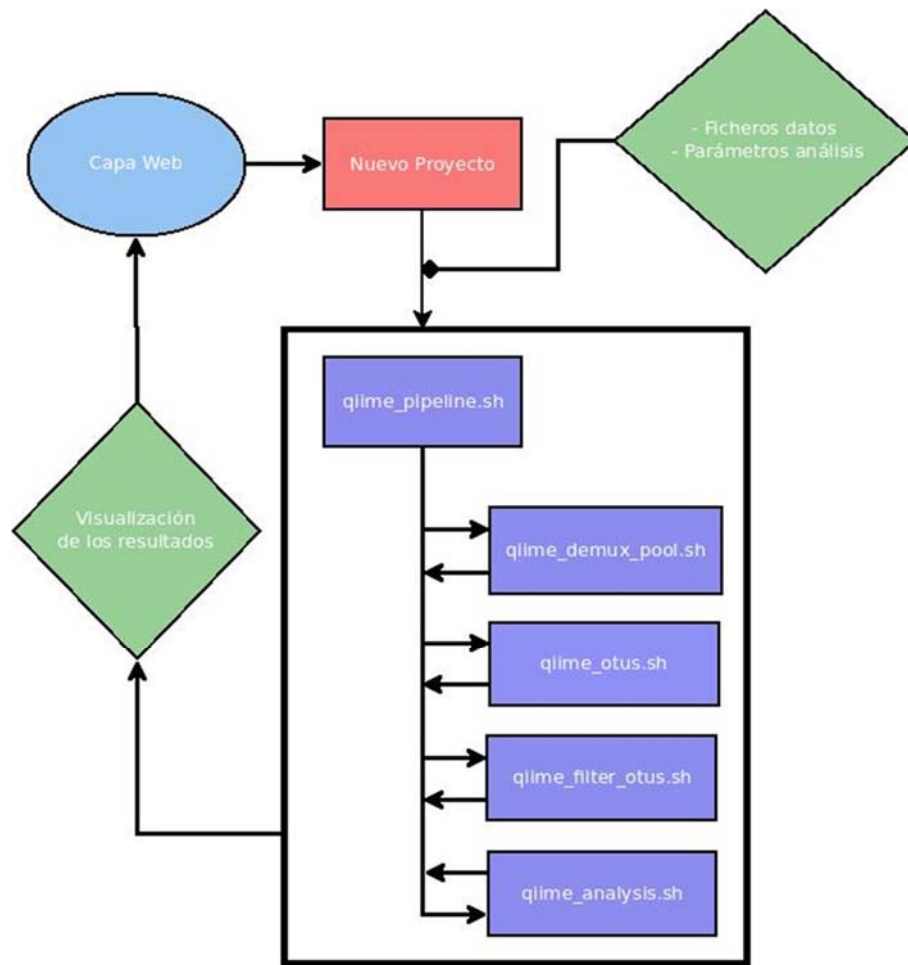 Capa Web
Nuevo Proyecto
- Ficheros datos
- Parámetros análisis
qiime_pipeline.sh
Visualización
de los resultados
qiime_demux_pool.sh
qiime_otus.sh
qiime_filter_otus.sh
qiime_analysis.sh